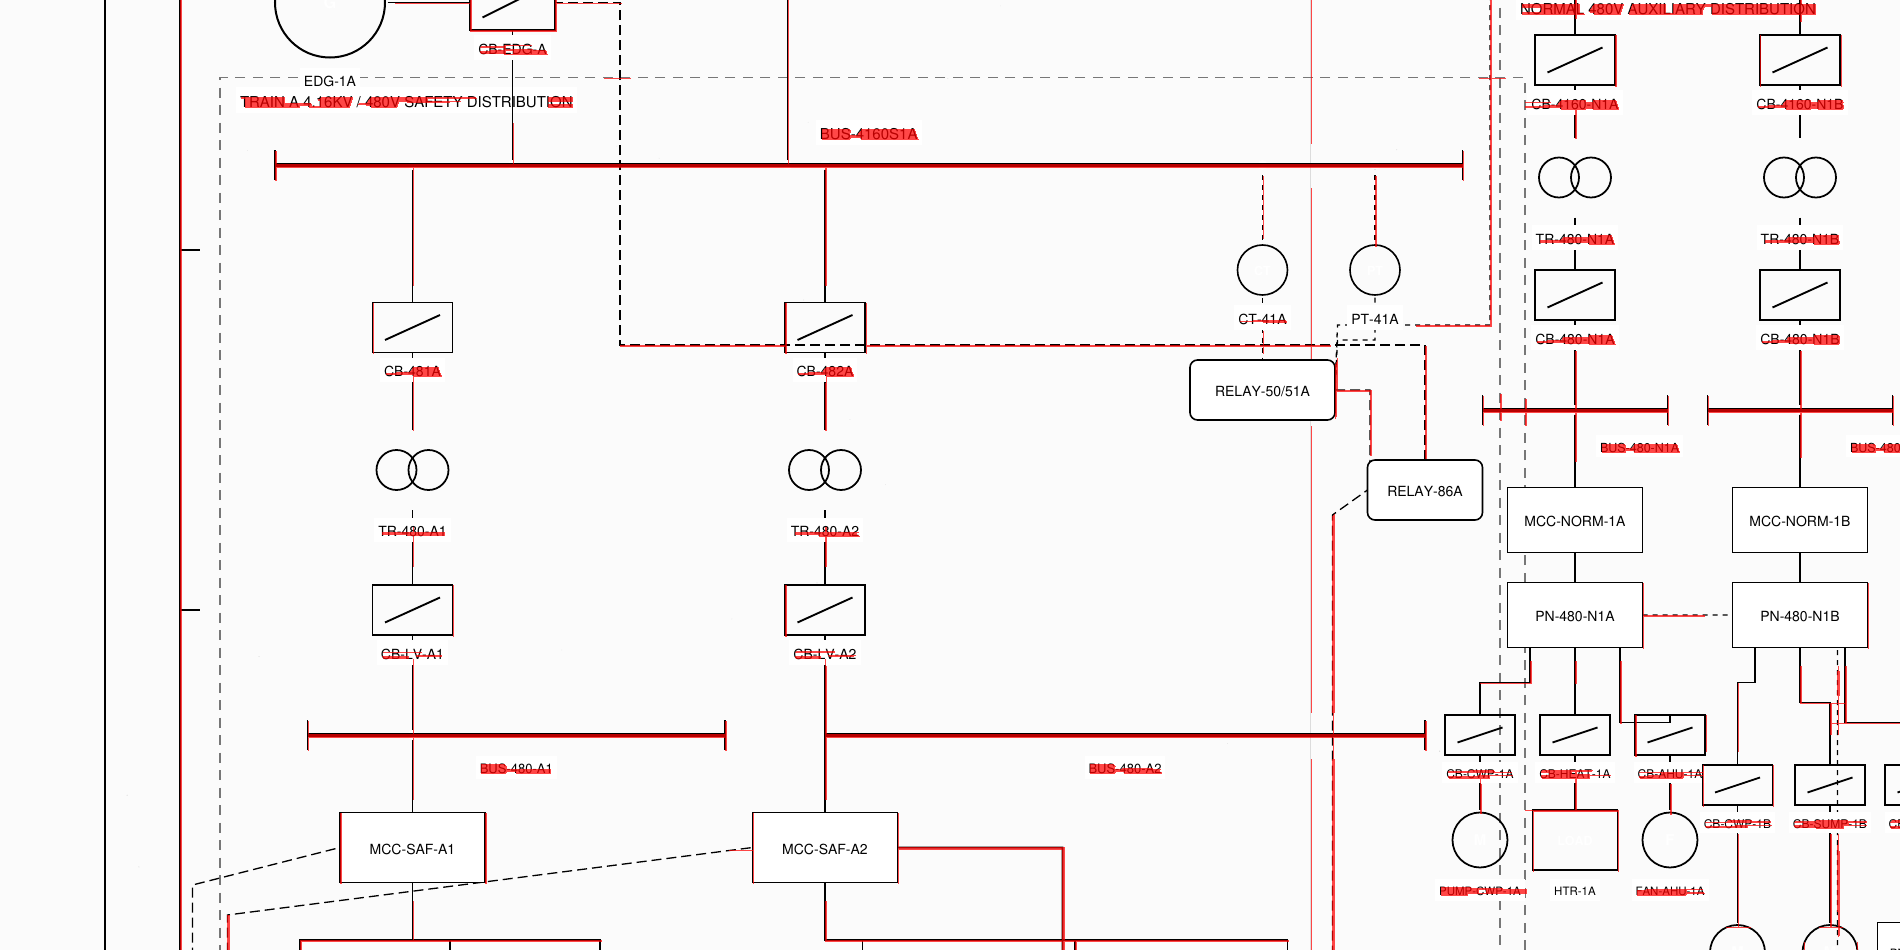 NORMAL 480V AUXILIARY DISTRIBUTION
CB-EDG-A
EDG-1A
TRAIN A 4.16KV / 480V SAFETY DISTRIBUTION
CB-4160-N1A
CB-4160-N1B
BUS-4160S1A
TR-480-N1A
TR-480-N1B
CT-41A
PT-41A
CB-480-N1A
CB-480-N1B
CB-481A
CB-482A
RELAY-50/51A
BUS-480-N1A
BUS-480
RELAY-86A
MCC-NORM-1A
MCC-NORM-1B
TR-480-A1
TR-480-A2
PN-480-N1A
PN-480-N1B
CB-LV-A1
CB-LV-A2
BUS-480-A1
BUS-480-A2
CB-CWP-1A
CB-HEAT-1A
CB-AHU-1A
CB-CWP-1B
CB-SUMP-1B
MCC-SAF-A1
MCC-SAF-A2
PUMP-CWP-1A
HTR-1A
FAN-AHU-1A